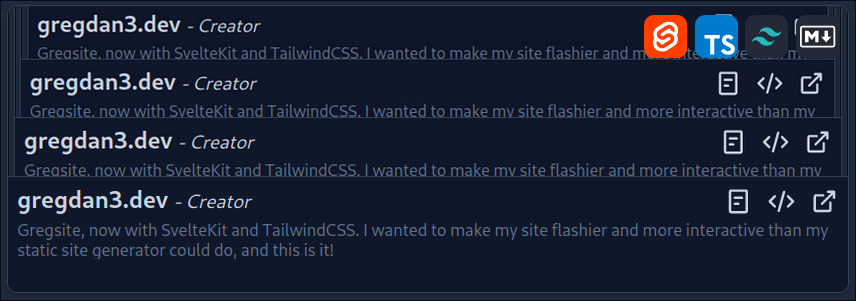 gregdan3.dev - Creator
Gregsite, now with SvelteKit and TailwindCSS. I wanted to make my site flashier and more interactive than my
TS
M
gregdan3.dev - Creator
</>
Gregsite, now with SvelteKit and TailwindCSS. I wanted to make my site flashier and more interactive than my
gregdan3.dev - Creator
</>
Gregsite, now with SvelteKit and TailwindCSS. I wanted to make my site flashier and more interactive than my
gregdan3.dev - Creator
</>
Gregsite, now with SvelteKit and TailwindCSS. I wanted to make my site flashier and more interactive than my
static site generator could do, and this is it!